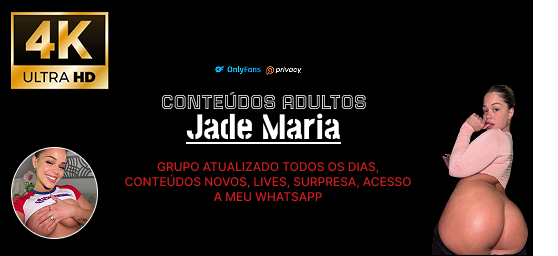 4K
ULTRA HD
OnlyFans privacy
CONTEÚDOS ADULTOS
Jade Maria
GRUPO ATUALIZADO TODOS OS DIAS,
CONTEÚDOS NOVOS, LIVES, SURPRESA, ACESSO
A MEU WHATSAPP